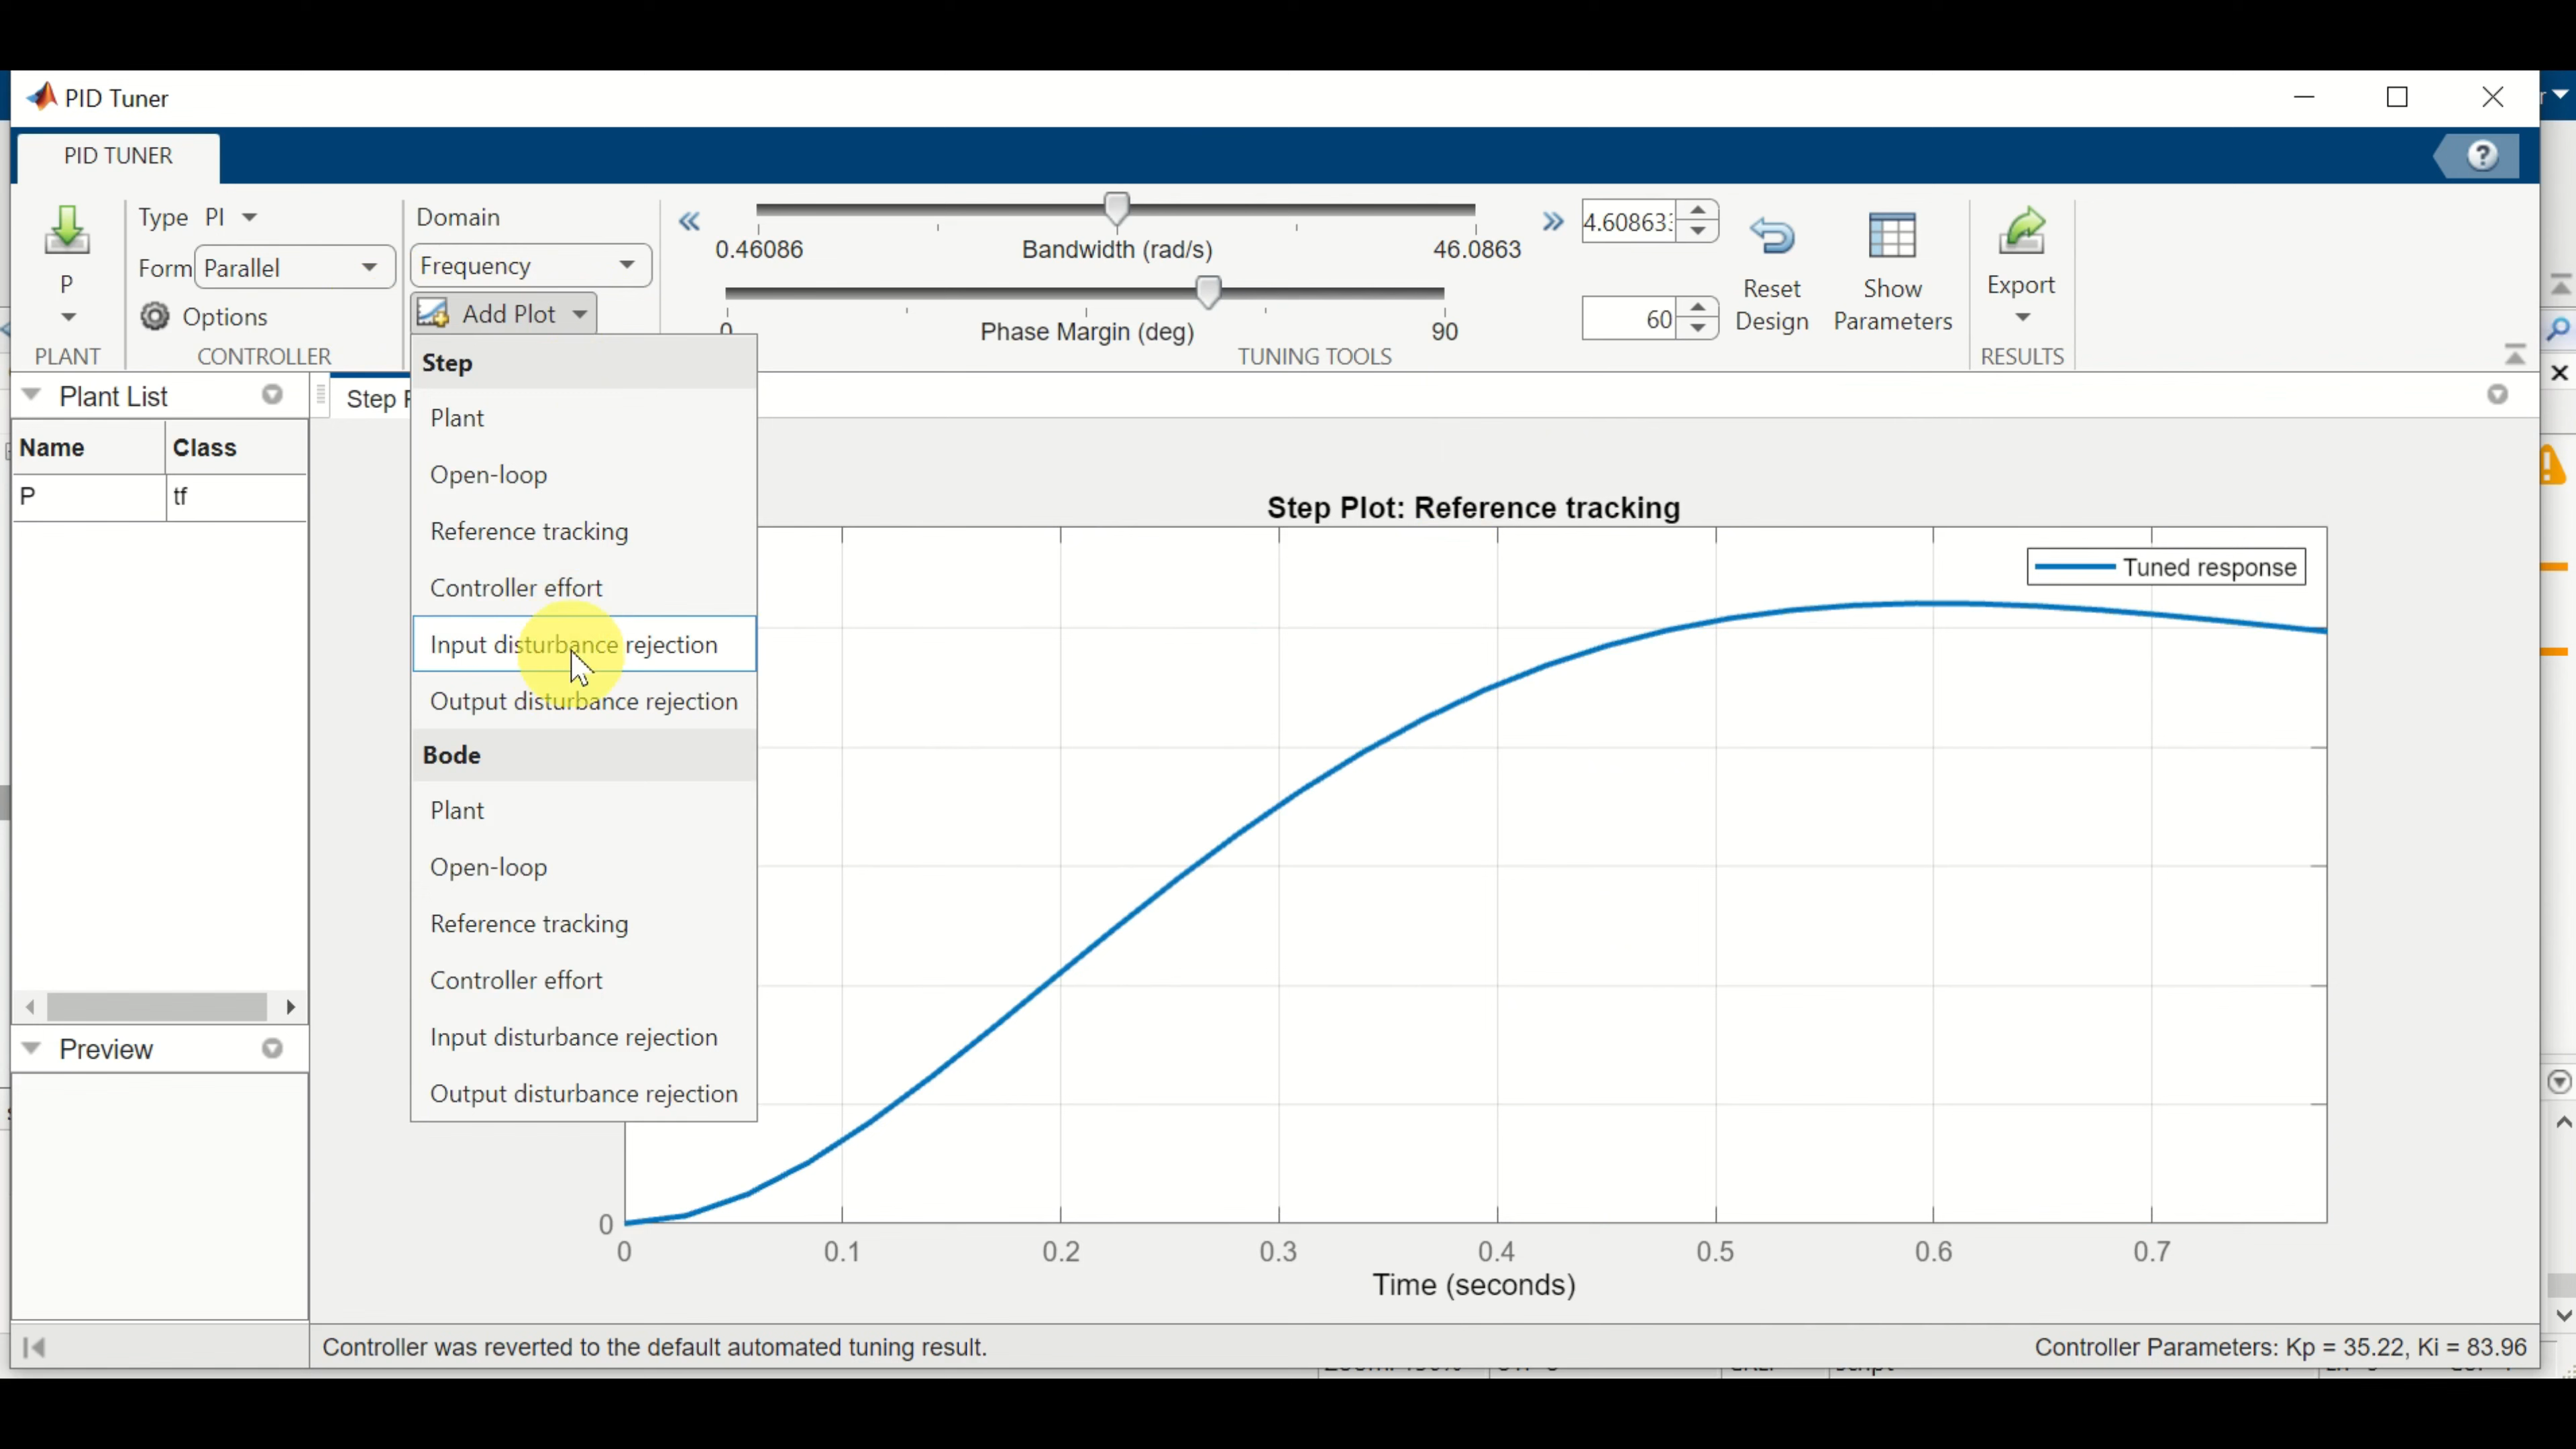 PID Tuner
PID TUNER
Type PI
Form Parallel
Options
P
PLANT
CONTROLLER
Domain
Frequency
Add Plot
0.46086
Bandwidth (rad/s)
46.0863
4.608633
0
Phase Margin (deg)
90
60
TUNING TOOLS
Reset
Design
Show
Parameters
Export
RESULTS
Plant List
Name Class
P tf
Preview
Step
Plant
Open-loop
Reference tracking
Controller effort
Input disturbance rejection
Output disturbance rejection
Bode
Plant
Open-loop
Reference tracking
Controller effort
Input disturbance rejection
Output disturbance rejection
Step Plot: Reference tracking
Tuned response
0
0 0.1 0.2 0.3 0.4 0.5 0.6 0.7
Time (seconds)
Controller was reverted to the default automated tuning result.
Controller Parameters: Kp = 35.22, Ki = 83.96